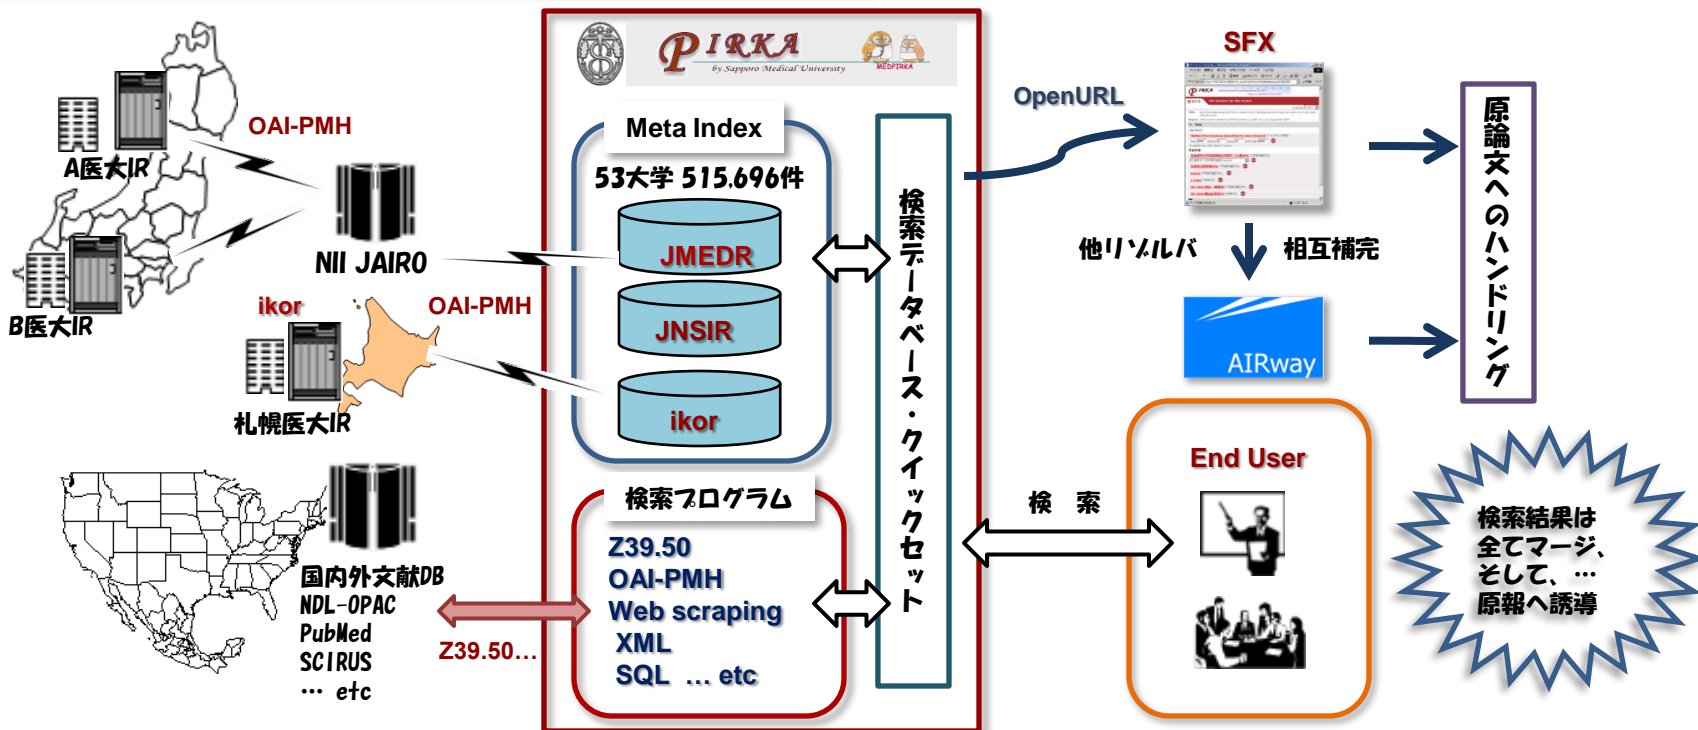 PIRKA
by Sapporo Medical University
MEDPIRKA
OAI-PMH
A医大IR
B医大IR
NII JAIRO
ikor
OAI-PMH
札幌医大IR
国内外文献DB
NDL-OPAC
PubMed
SCIRUS
… etc
Z39.50…
Meta Index
53大学 515,696件
JMEDR
JNSIR
ikor
検索プログラム
Z39.50
OAI-PMH
Web scraping
XML
SQL … etc
検索データベース・クイックセット
OpenURL
SFX
PIRKA
他リゾルバ
相互補完
AIRway
原論文へのハンドリング
検 索
End User
検索結果は
全てマージ、
そして、…
原報へ誘導